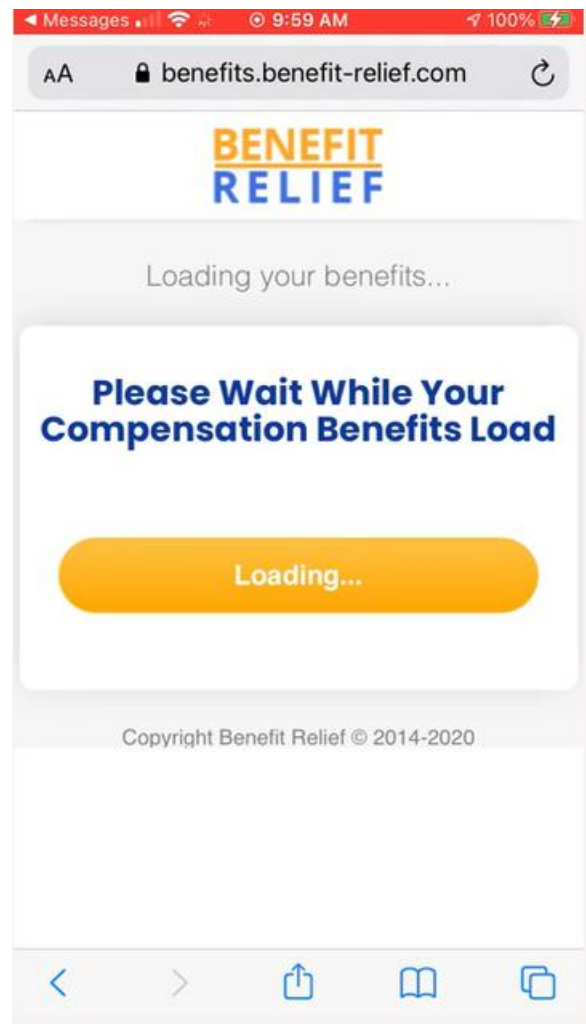 Messages 9:59 AM 100%
AA benefits.benefit-relief.com
BENEFIT
RELIEF
Loading your benefits...
Please Wait While Your
Compensation Benefits Load
Loading...
Copyright Benefit Relief © 2014-2020